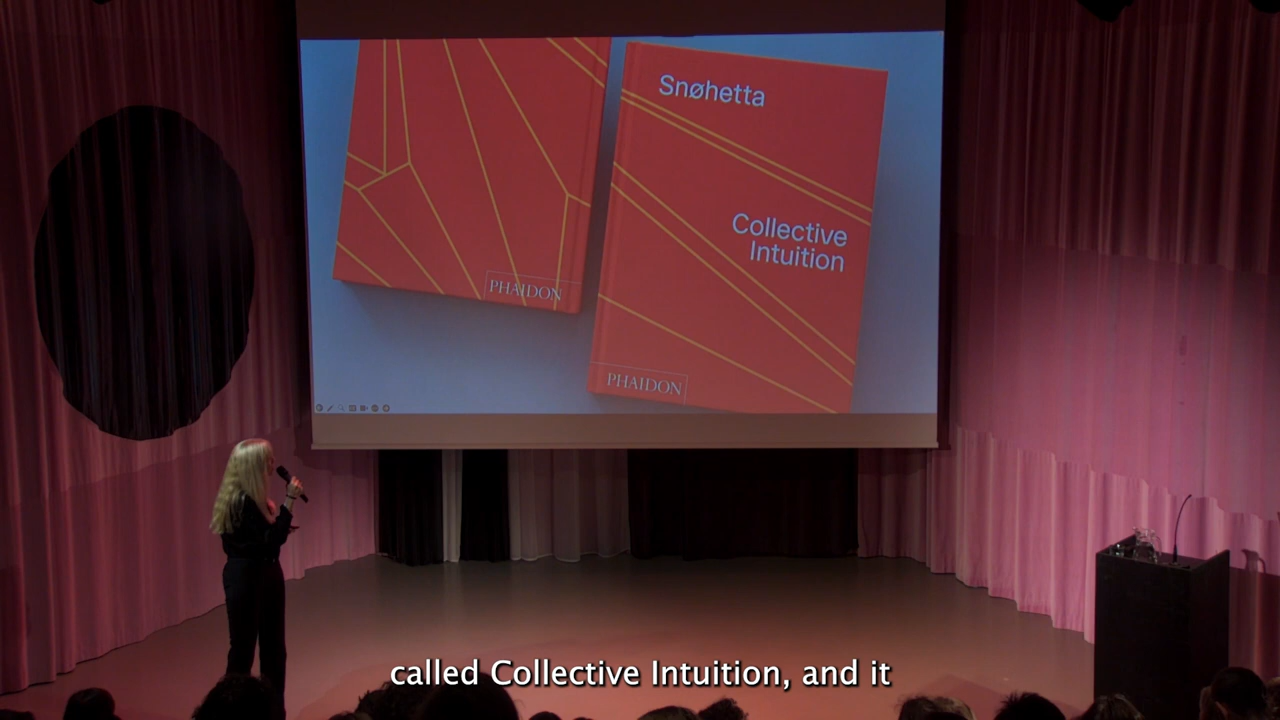 Snøhetta
Collective
Intuition
PHAIDON
PHAIDON
called Collective Intuition, and it